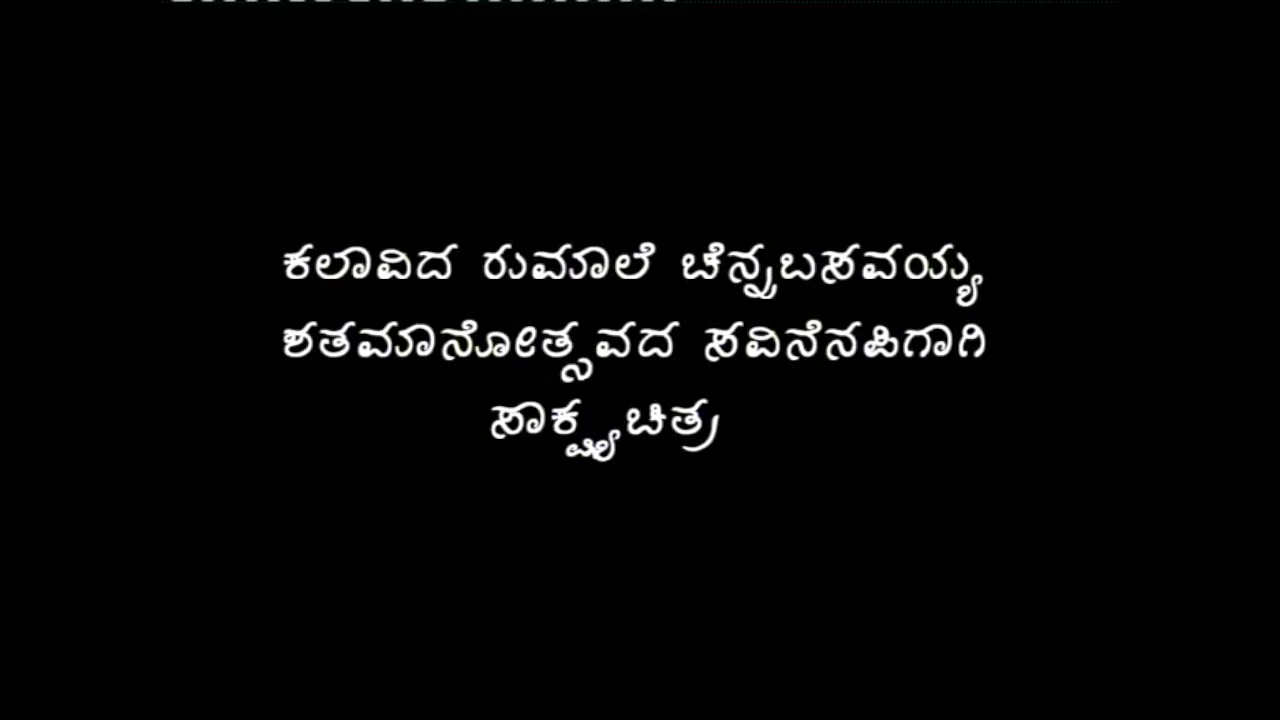 ಕಲಾವಿದ ರುಮಾಲೆ ಚೆನ್ನಬಸವಯ್ಯ
ಶತಮಾನೋತ್ಸವದ ಸವಿನೆನಪಿಗಾಗಿ
ಸಾಕ್ಷ್ಯಚಿತ್ರ